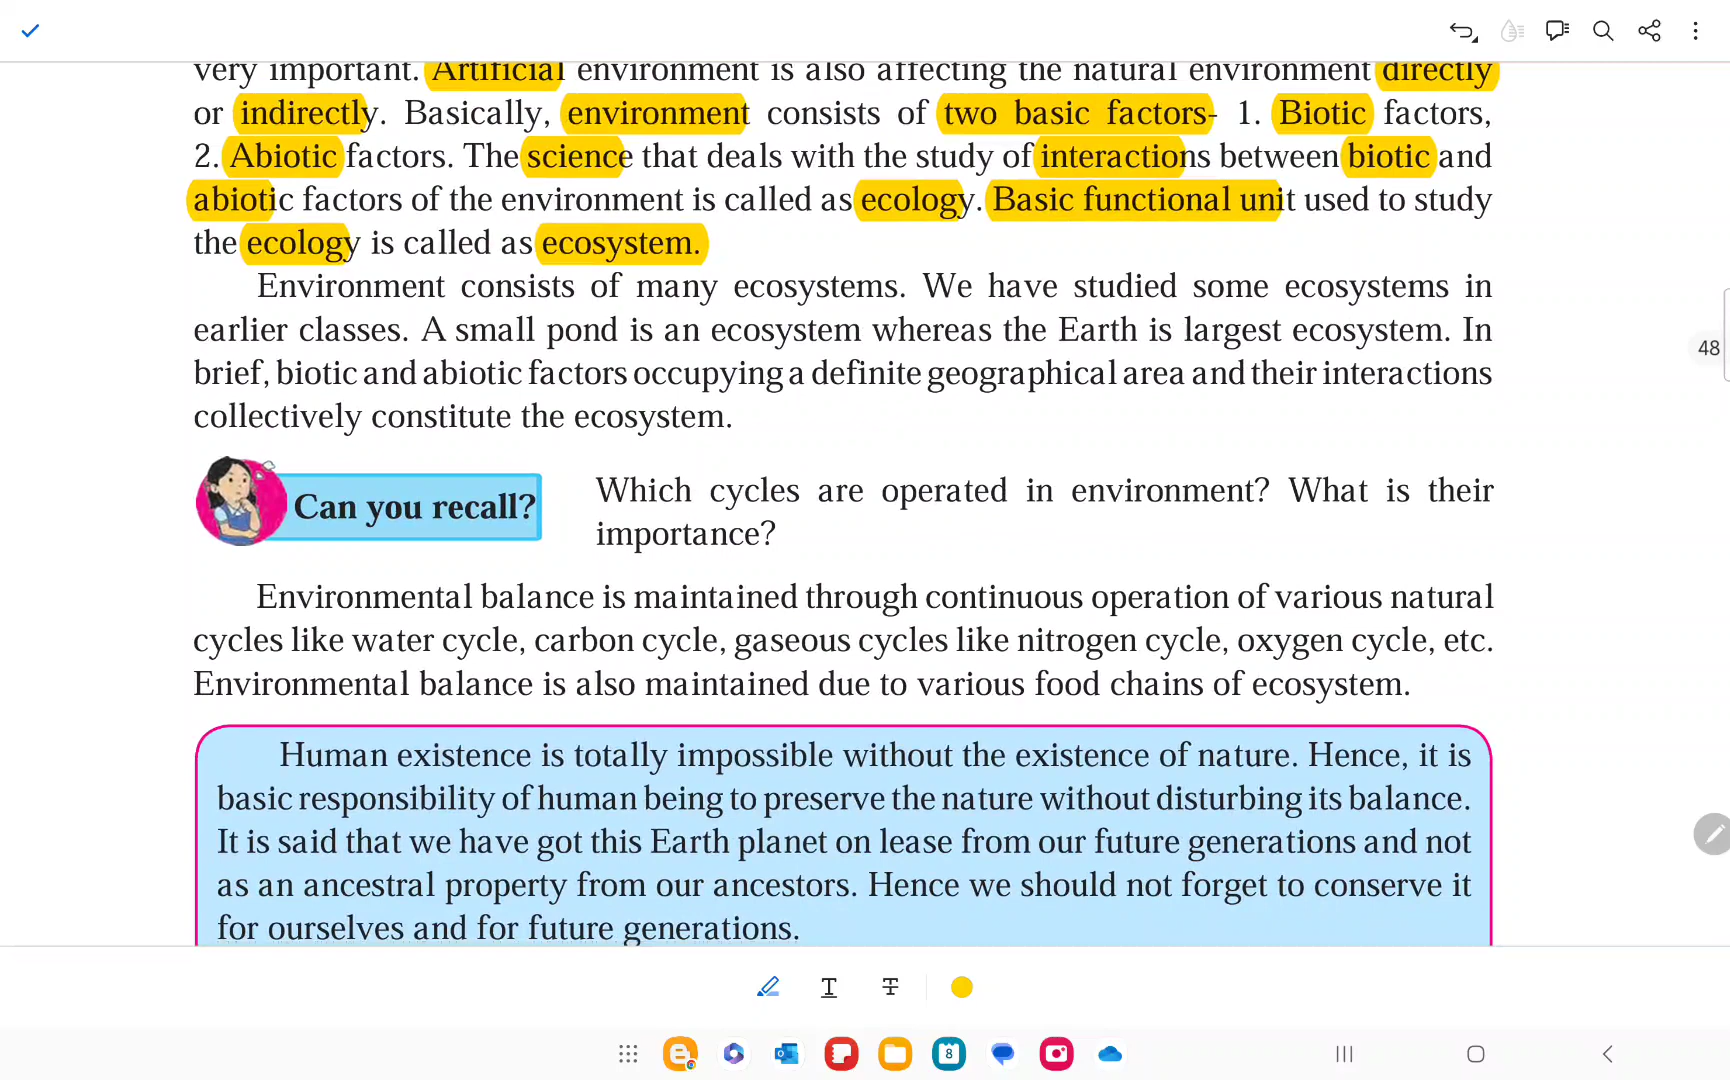 very important. Artificial environment is also affecting the natural environment directly
or indirectly. Basically, environment consists of two basic factors- 1. Biotic factors,
2. Abiotic factors. The science that deals with the study of interactions between biotic and
abiotic factors of the environment is called as ecology. Basic functional unit used to study
the ecology is called as ecosystem.
Environment consists of many ecosystems. We have studied some ecosystems in
earlier classes. A small pond is an ecosystem whereas the Earth is largest ecosystem. In
brief, biotic and abiotic factors occupying a definite geographical area and their interactions
collectively constitute the ecosystem.
48
Can you recall?
Which cycles are operated in environment? What is their
importance?
Environmental balance is maintained through continuous operation of various natural
cycles like water cycle, carbon cycle, gaseous cycles like nitrogen cycle, oxygen cycle, etc.
Environmental balance is also maintained due to various food chains of ecosystem.
Human existence is totally impossible without the existence of nature. Hence, it is
basic responsibility of human being to preserve the nature without disturbing its balance.
It is said that we have got this Earth planet on lease from our future generations and not
as an ancestral property from our ancestors. Hence we should not forget to conserve it
for ourselves and for future generations.
8